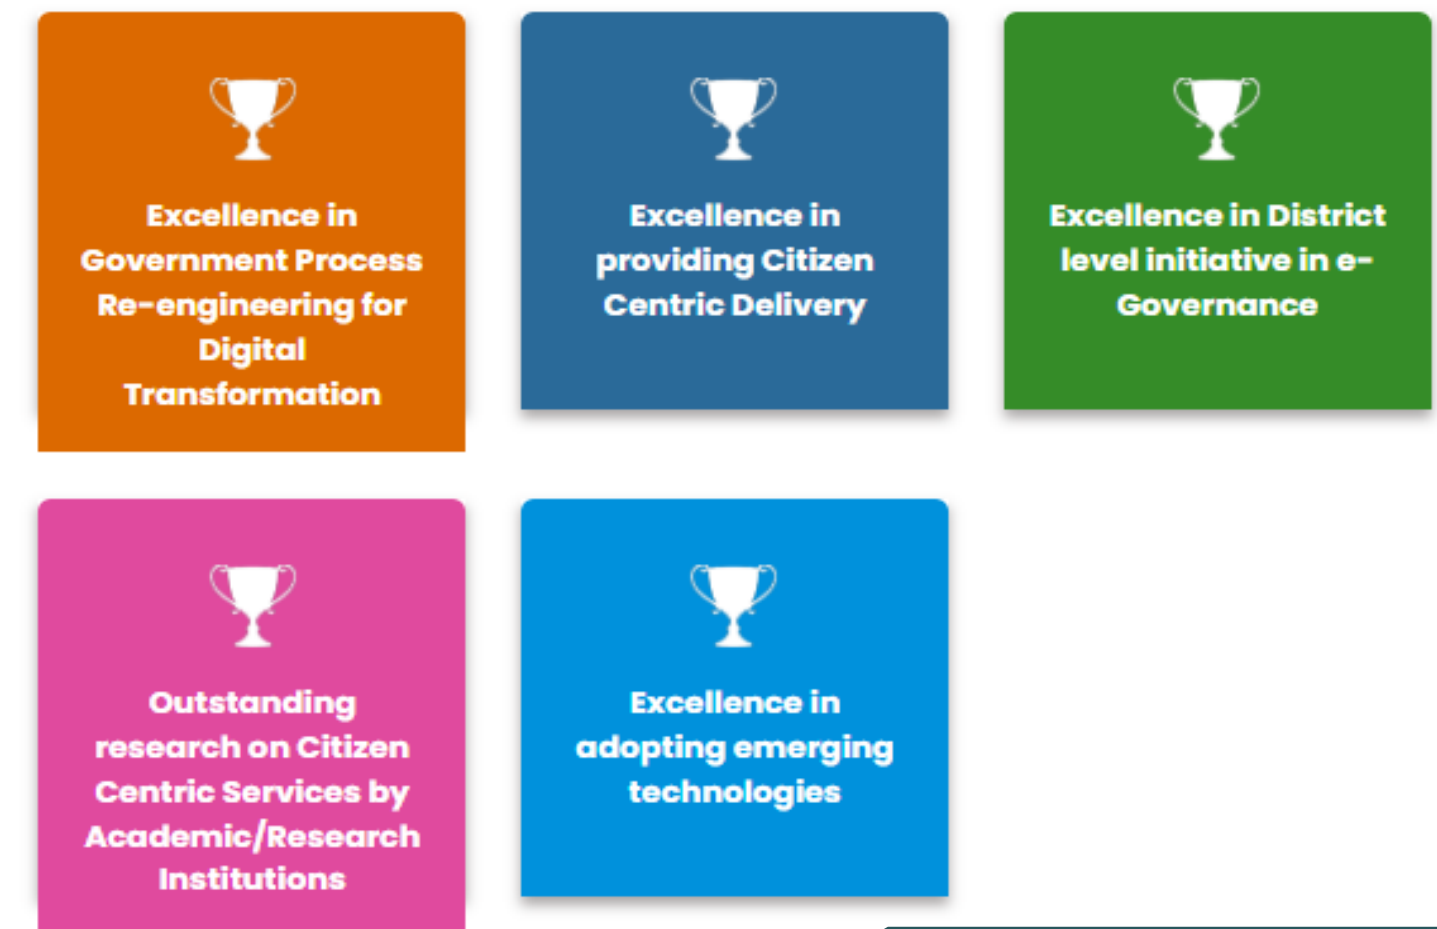 Excellence in
Government Process
Re-engineering for
Digital
Transformation
Excellence in
providing Citizen
Centric Delivery
Excellence in District
level initiative in e-
Governance
Outstanding
research on Citizen
Centric Services by
Academic/Research
Institutions
Excellence in
adopting emerging
technologies